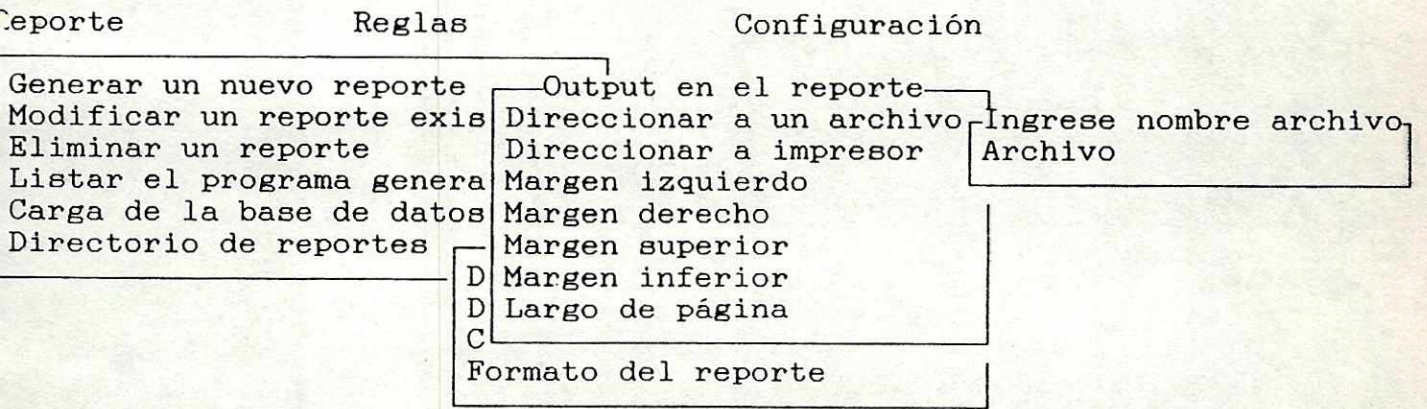 eporte Reglas Configuración
Generar un nuevo reporte Output en el reporte
Modificar un reporte exis Direccionar a un archivo Ingrese nombre archivo
Eliminar un reporte Direccionar a impresor Archivo
Listar el programa genera Margen izquierdo
Carga de la base de datos Margen derecho
Directorio de reportes Margen superior
D Margen inferior
D Largo de página
C
Formato del reporte